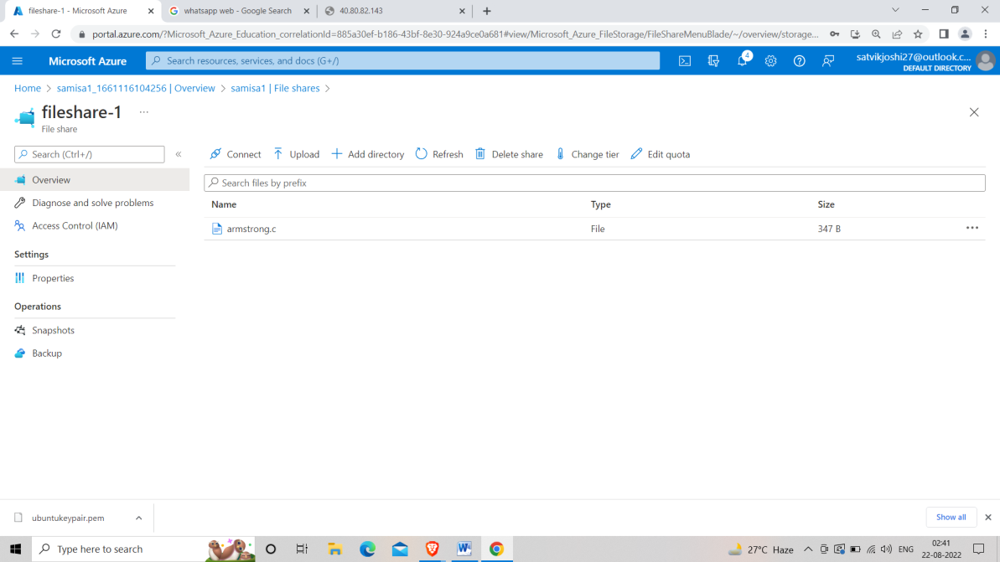 fileshare-1 - Microsoft Azure
whatsapp web - Google Search
40.80.82.143
portal.azure.com/?Microsoft_Azure_Education_correlationId=885a30ef-b186-43bf-8e30-924a9ce0a681#view/Microsoft_Azure_FileStorage/FileShareMenuBlade/~/overview/storage...
Microsoft Azure
Search resources, services, and docs (G+/)
4
satvikjoshi27@outlook.c...
DEFAULT DIRECTORY
Home > samisa1_1661116104256 | Overview > samisa1 | File shares >
fileshare-1 ...
File share
Search (Ctrl+/) «
Connect Upload Add directory Refresh Delete share Change tier Edit quota
Overview
Diagnose and solve problems
Access Control (IAM)
Settings
Properties
Operations
Snapshots
Backup
Search files by prefix
Name Type Size
armstrong.c File 347 B
ubuntukeypair.pem
Show all
Type here to search
27°C Haze
ENG
02:41
22-08-2022